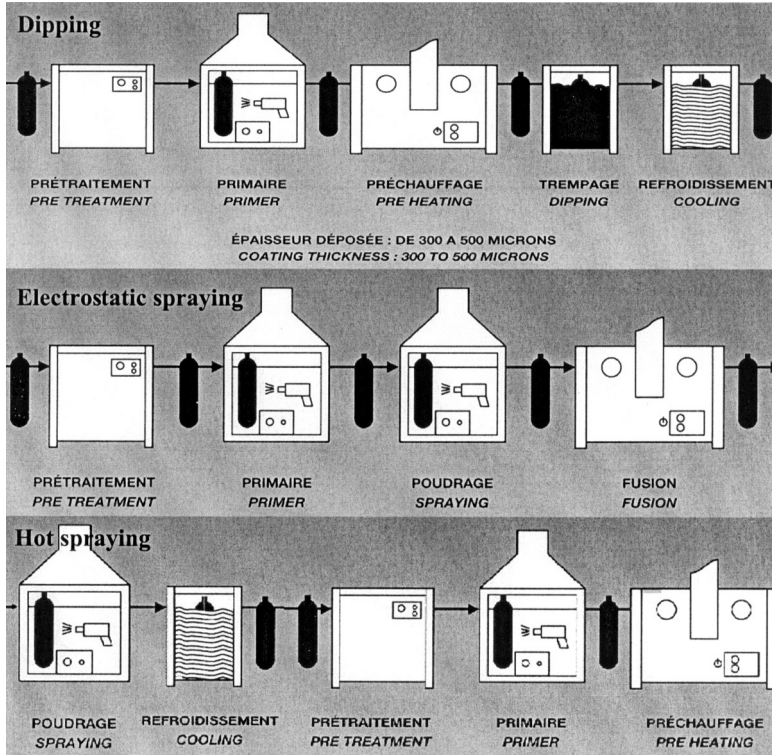 Dipping
PRÉTRAITEMENT PRIMAIRE PRÉCHAUFFAGE TREMPAGE REFROIDISSEMENT
PRE TREATMENT PRIMER PRE HEATING DIPPING COOLING
ÉPAISSEUR DÉPOSÉE : DE 300 A 500 MICRONS
COATING THICKNESS : 300 TO 500 MICRONS
Electrostatic spraying
PRÉTRAITEMENT PRIMAIRE POUDRAGE FUSION
PRE TREATMENT PRIMER SPRAYING FUSION
Hot spraying
POUDRAGE REFROIDISSEMENT PRÉTRAITEMENT PRIMAIRE PRÉCHAUFFAGE
SPRAYING COOLING PRE TREATMENT PRIMER PRE HEATING